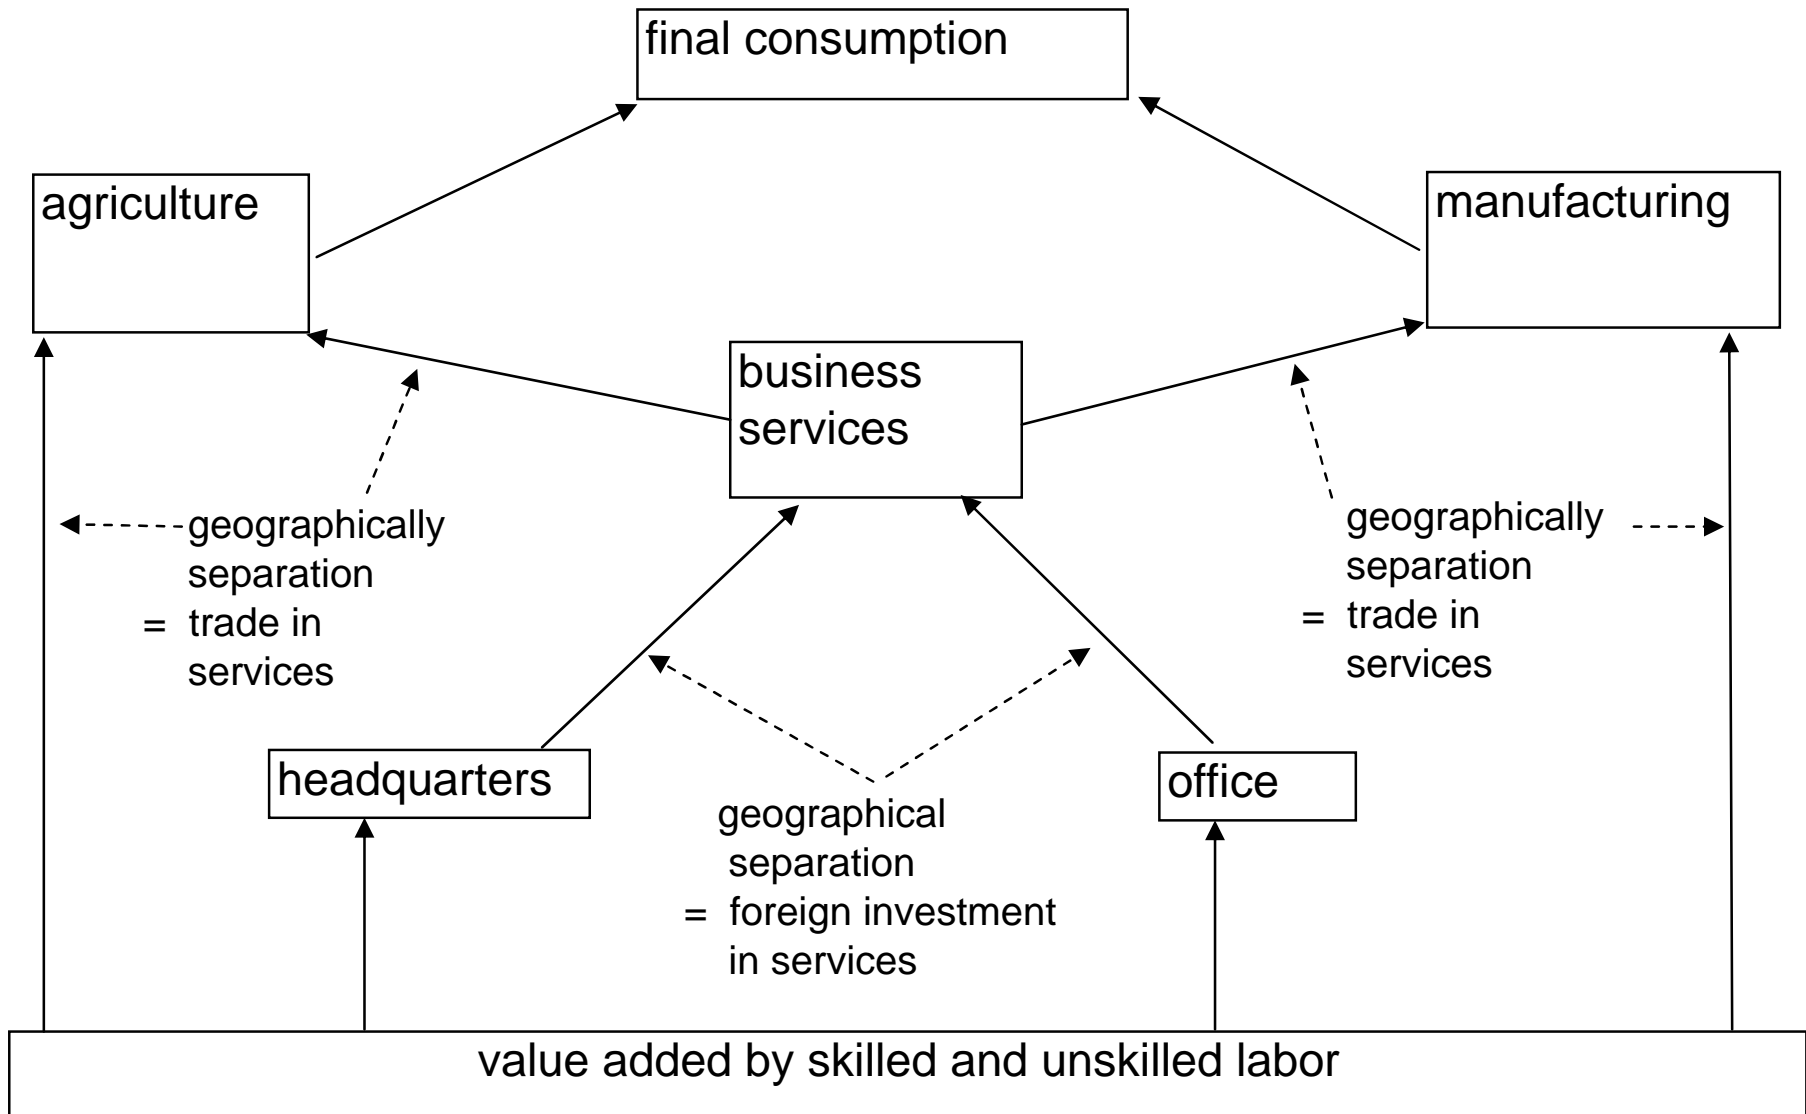 final consumption
agriculture
manufacturing
business
services
geographically
separation
= trade in
services
geographically
separation
= trade in
services
headquarters
office
geographical
separation
= foreign investment
in services
value added by skilled and unskilled labor